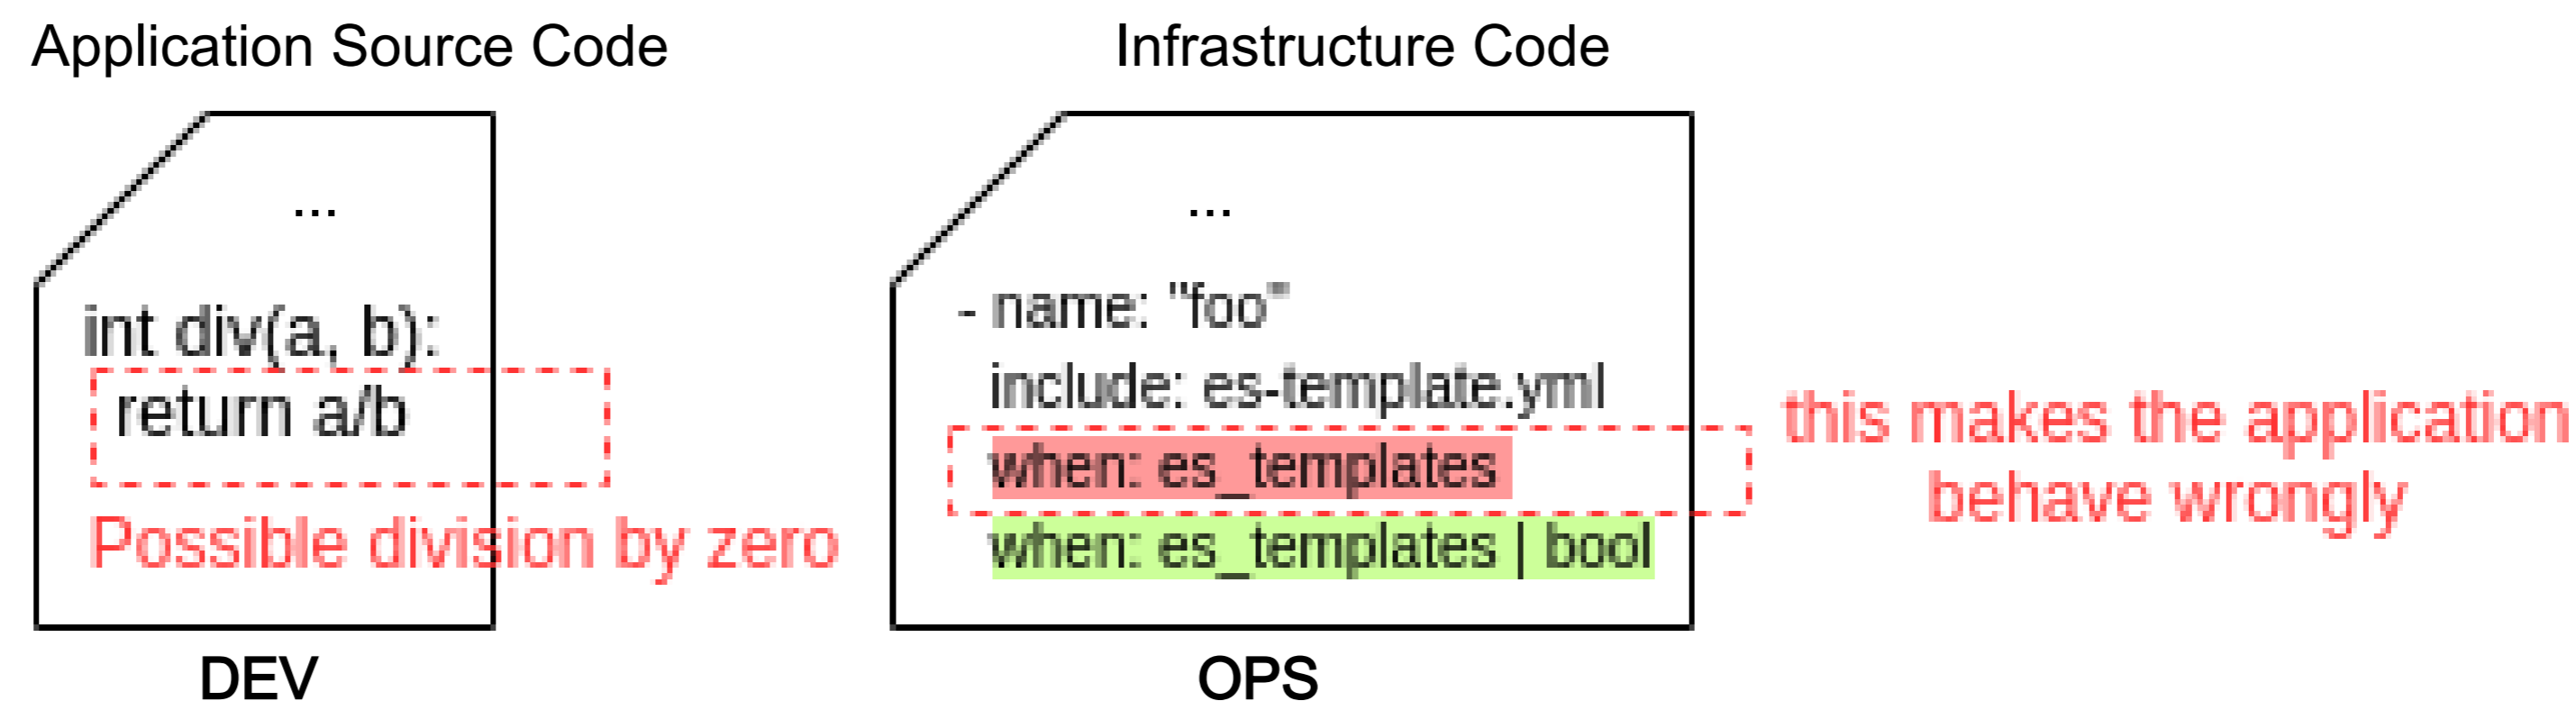 Application Source Code
...
int div(a, b):
return a/b
Possible division by zero
DEV
Infrastructure Code
...
- name: "foo"
include: es-template.yml
when: es_templates
when: es_templates | bool
this makes the application
behave wrongly
OPS